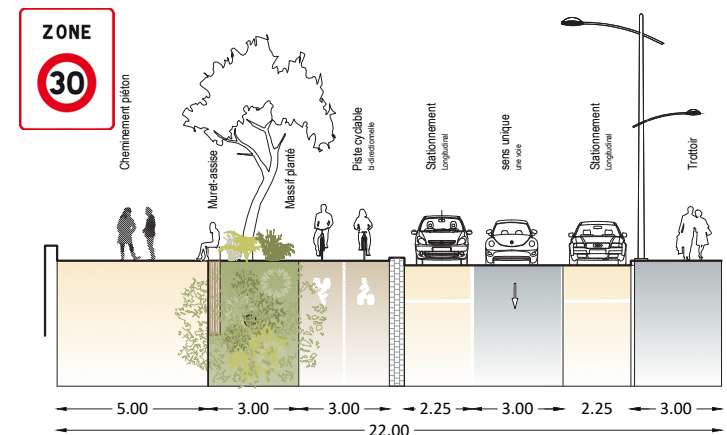 ZONE
30
Cheminement piéton
Muret-assise
Massif planté
Piste cyclable
bi-directionnelle
Stationnement
Longitudinal
sens unique
une voie
Stationnement
Longitudinal
Trottoir
5.00
3.00
3.00
2.25
3.00
2.25
3.00
22.00